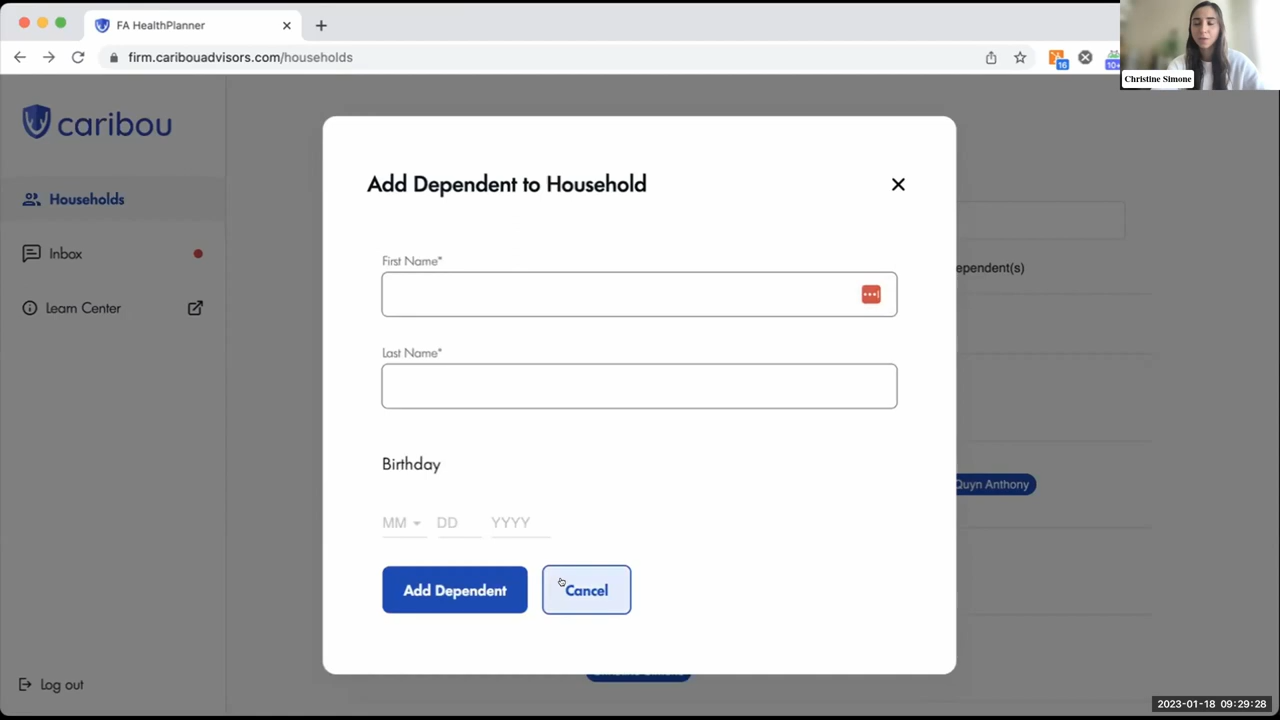 FA HealthPlanner
firm.caribouadvisors.com/households
16
10+
Christine Simone
caribou
Households
Inbox
Learn Center
Log out
Add Dependent to Household
First Name*
Last Name*
Birthday
MM DD YYYY
Add Dependent
Cancel
ependent(s)
Quyn Anthony
2023-01-18 09:29:28